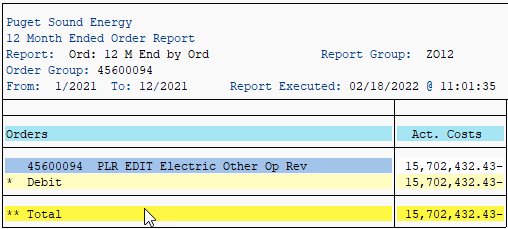 Puget Sound Energy
12 Month Ended Order Report
Report: Ord: 12 M End by Ord Report Group: ZO12
Order Group: 45600094
From: 1/2021 To: 12/2021 Report Executed: 02/18/2022 @ 11:01:35
Orders Act. Costs
45600094 PLR EDIT Electric Other Op Rev 15,702,432.43-
* Debit 15,702,432.43-
** Total 15,702,432.43-